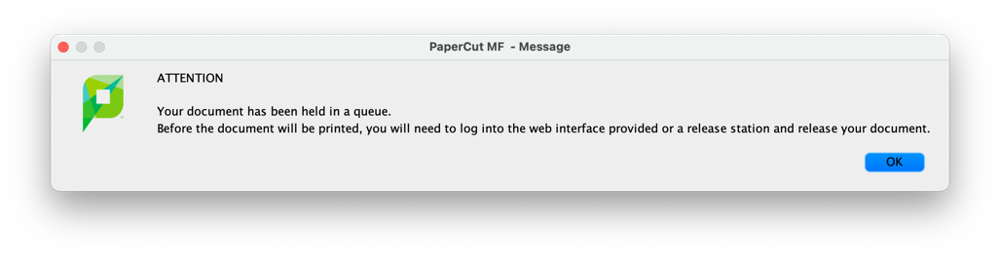 PaperCut MF - Message
ATTENTION
Your document has been held in a queue.
Before the document will be printed, you will need to log into the web interface provided or a release station and release your document.
OK